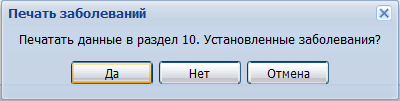 Печать заболеваний
Печатать данные в раздел 10. Установленные заболевания?
Да Нет Отмена